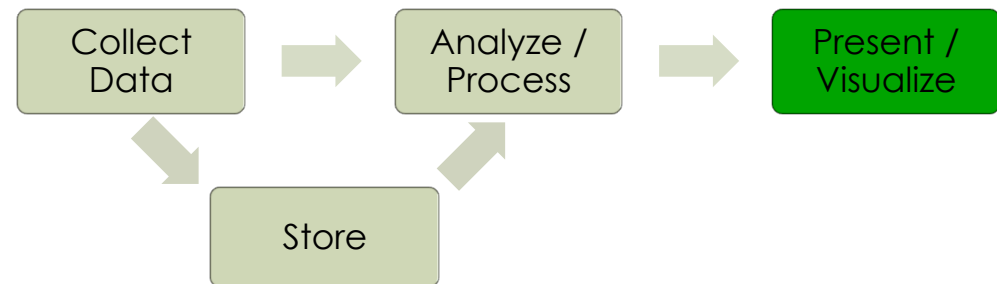 Collect
Data
Analyze /
Process
Present /
Visualize
Store